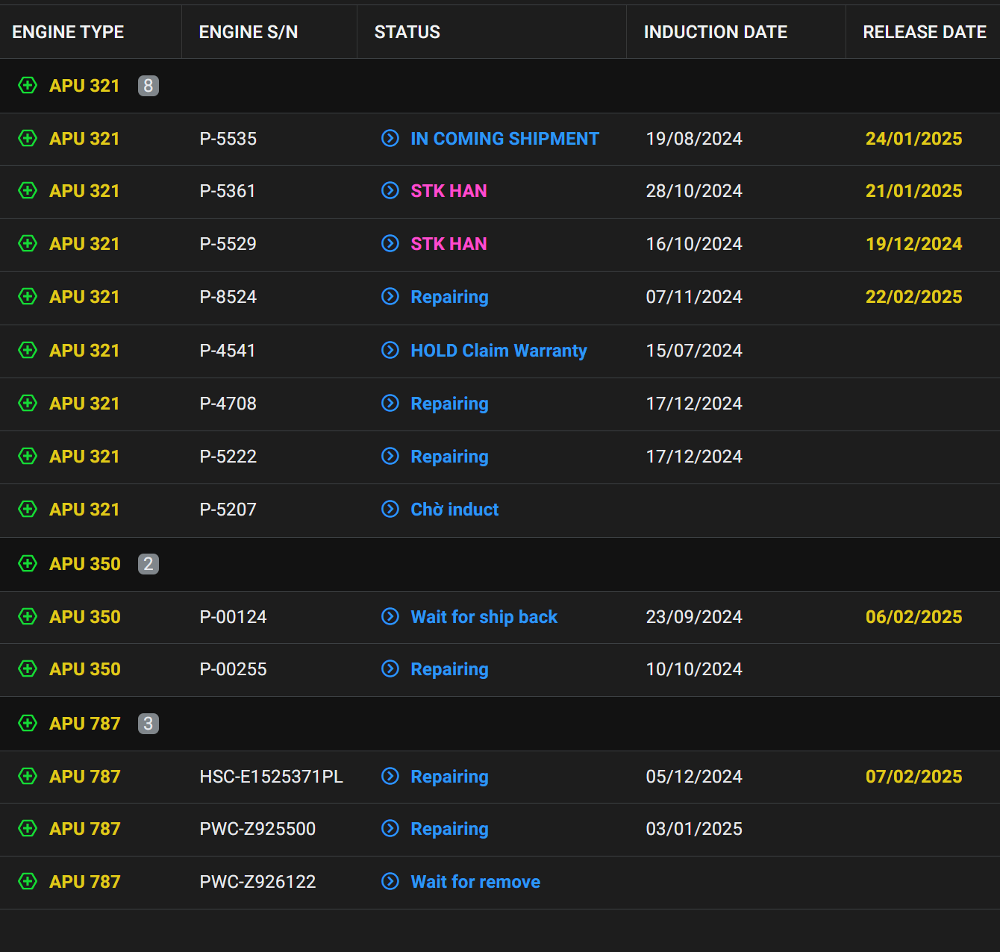 ENGINE TYPE ENGINE S/N STATUS INDUCTION DATE RELEASE DATE
APU 321 8
APU 321 P-5535 IN COMING SHIPMENT 19/08/2024 24/01/2025
APU 321 P-5361 STK HAN 28/10/2024 21/01/2025
APU 321 P-5529 STK HAN 16/10/2024 19/12/2024
APU 321 P-8524 Repairing 07/11/2024 22/02/2025
APU 321 P-4541 HOLD Claim Warranty 15/07/2024
APU 321 P-4708 Repairing 17/12/2024
APU 321 P-5222 Repairing 17/12/2024
APU 321 P-5207 Chờ induct
APU 350 2
APU 350 P-00124 Wait for ship back 23/09/2024 06/02/2025
APU 350 P-00255 Repairing 10/10/2024
APU 787 3
APU 787 HSC-E1525371PL Repairing 05/12/2024 07/02/2025
APU 787 PWC-Z925500 Repairing 03/01/2025
APU 787 PWC-Z926122 Wait for remove